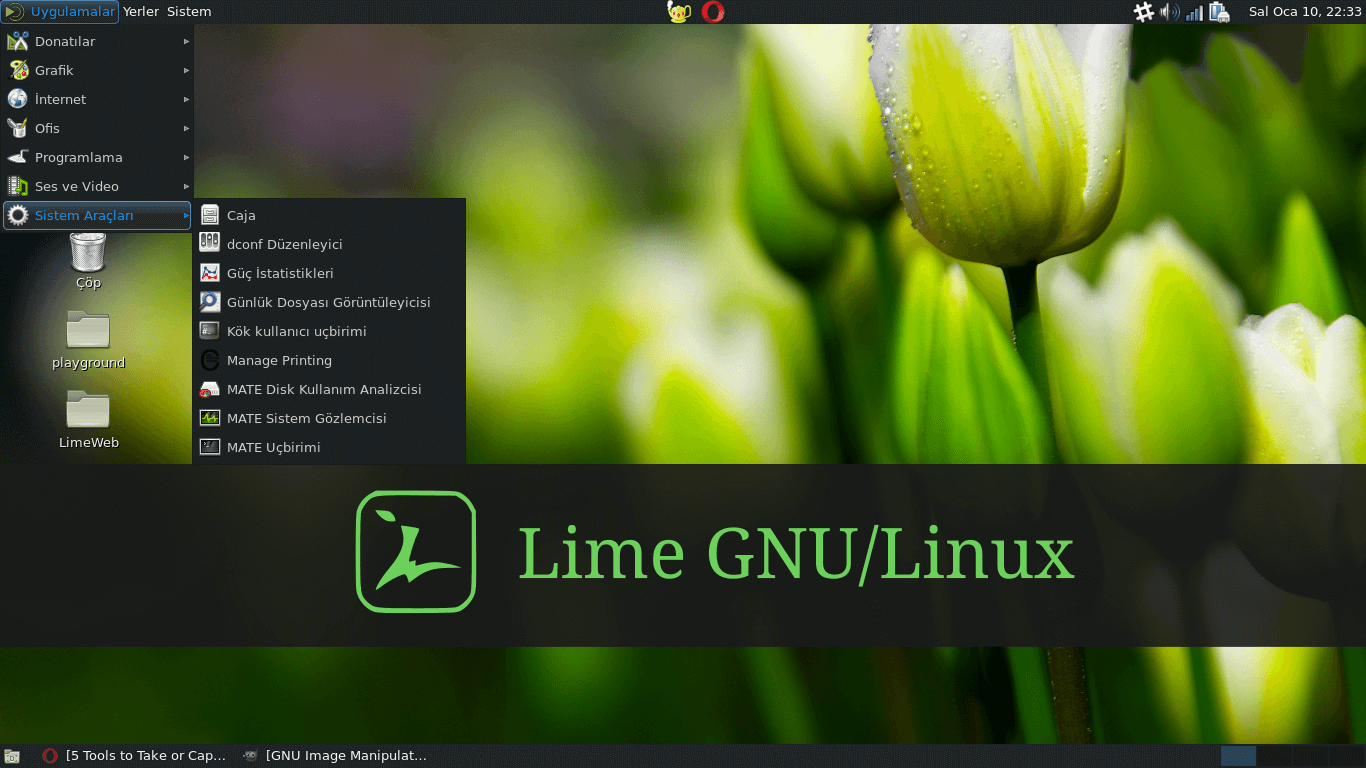 Uygulamalar Yerler Sistem
Sal Oca 10, 22:33
Donatılar
Grafik
İnternet
Ofis
Programlama
Ses ve Video
Sistem Araçları
Caja
dconf Düzenleyici
Güç İstatistikleri
Günlük Dosyası Görüntüleyicisi
Kök kullanıcı uçbirimi
Manage Printing
MATE Disk Kullanım Analizcisi
MATE Sistem Gözlemcisi
MATE Uçbirimi
Çöp
playground
LimeWeb
Lime GNU/Linux
[5 Tools to Take or Cap...
[GNU Image Manipulat...